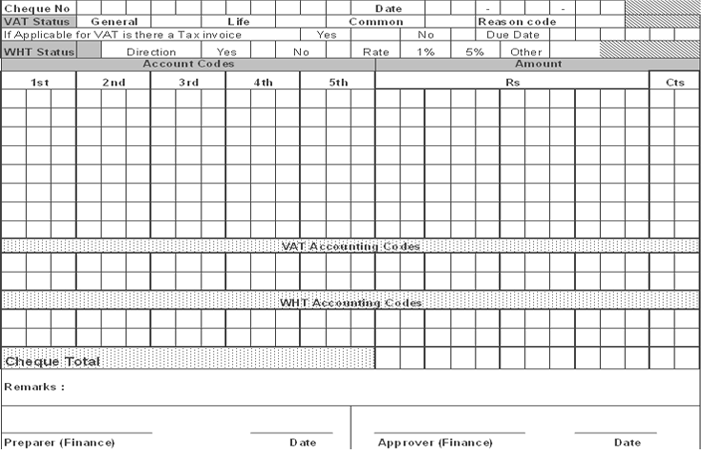 Cheque No Date - -
VAT Status General Life Common Reason code
If Applicable for VAT is there a Tax invoice Yes No Due Date
WHT Status Direction Yes No Rate 1% 5% Other
Account Codes Amount
1st 2nd 3rd 4th 5th Rs Cts
VAT Accounting Codes
WHT Accounting Codes
Cheque Total
Remarks :
Preparer (Finance) Date Approver (Finance) Date